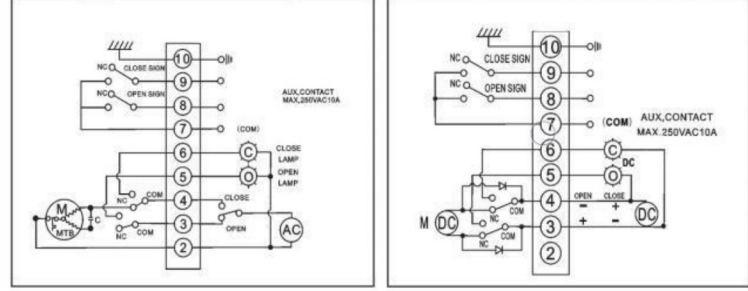 10
NC CLOSE SIGN
9
NC OPEN SIGN
8
AUX,CONTACT
MAX,250VAC10A
7
(COM)
6
C
CLOSE
LAMP
5
O
OPEN
LAMP
4
CLOSE
NC
COM
M
C
MTB
3
OPEN
AC
NC
COM
2
10
NC CLOSE SIGN
9
NC OPEN SIGN
8
7
(COM)
AUX,CONTACT
MAX.250VAC10A
6
C
DC
5
O
4
OPEN CLOSE
- +
NC
COM
M
DC
DC
3
+ -
NC
COM
2